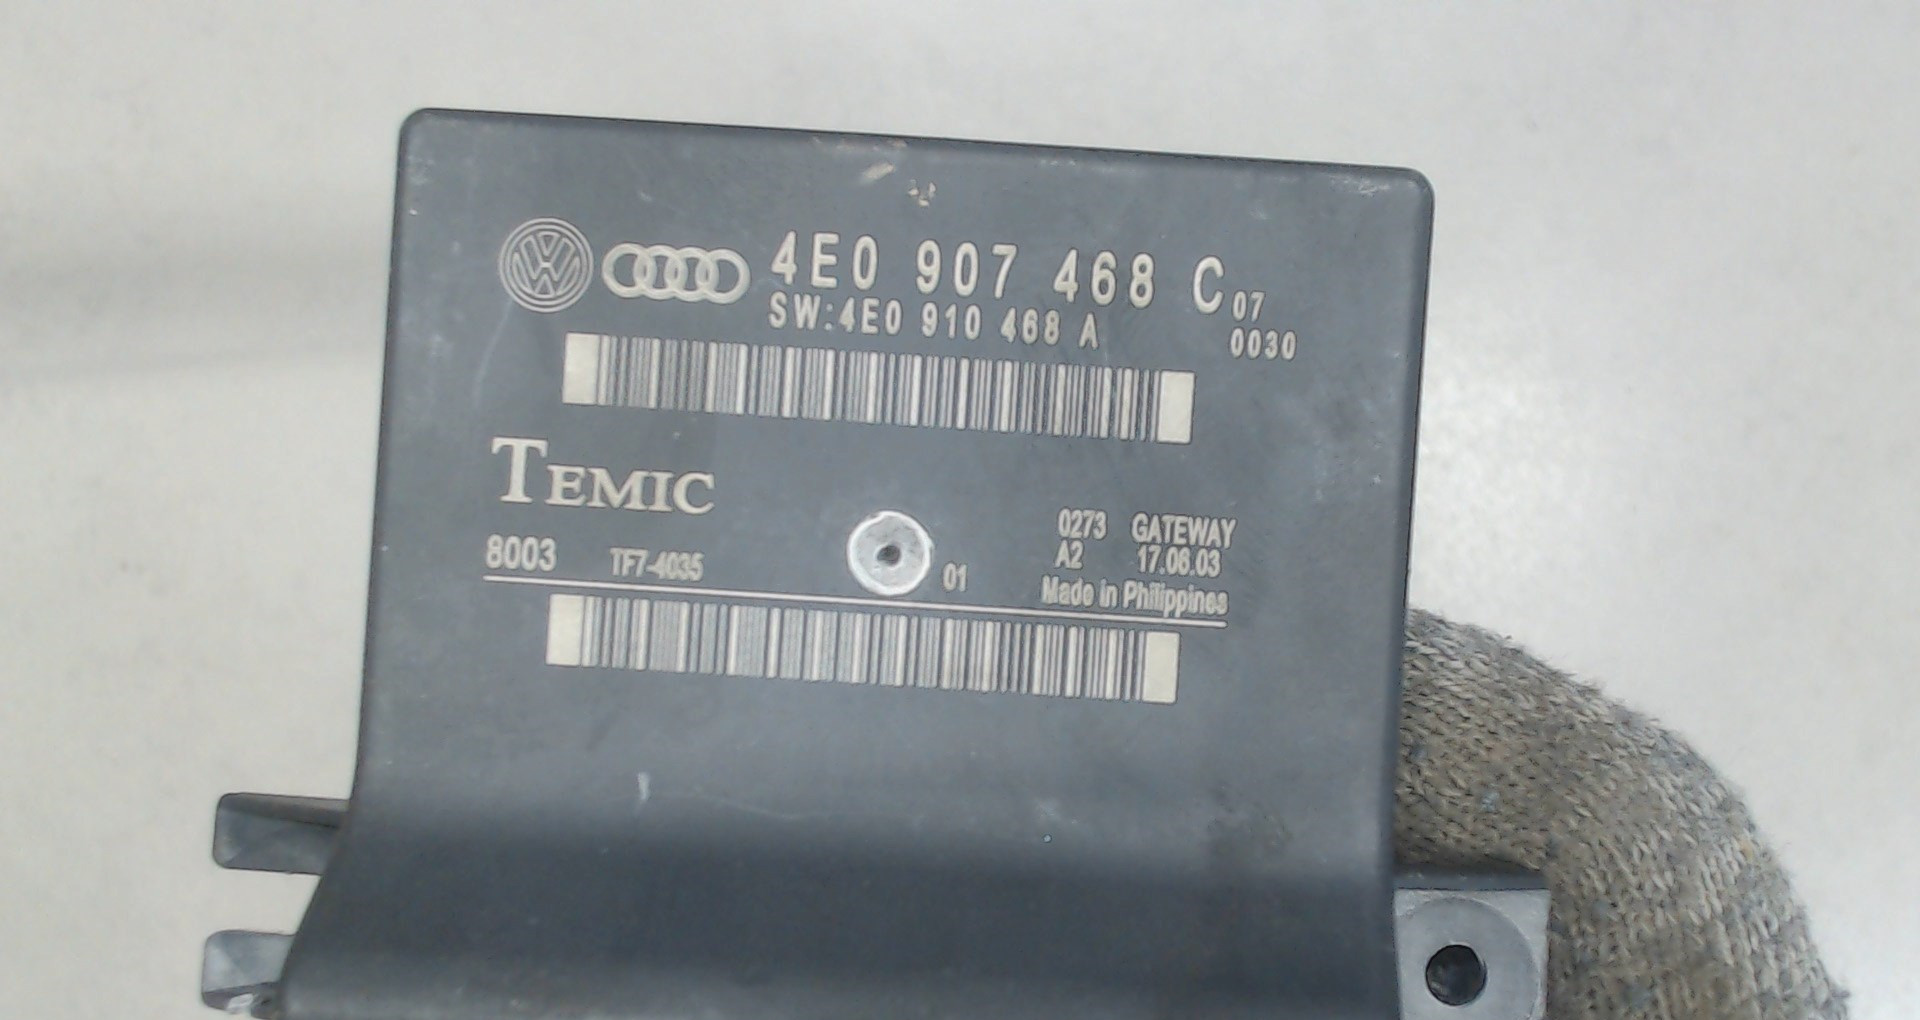 4E0 907 468 C 07
SW:4E0 910 468 A 0030
TEMIC
0273 GATEWAY
8003 TF7-4035 01 A2 17.06.03
Made in Philippines